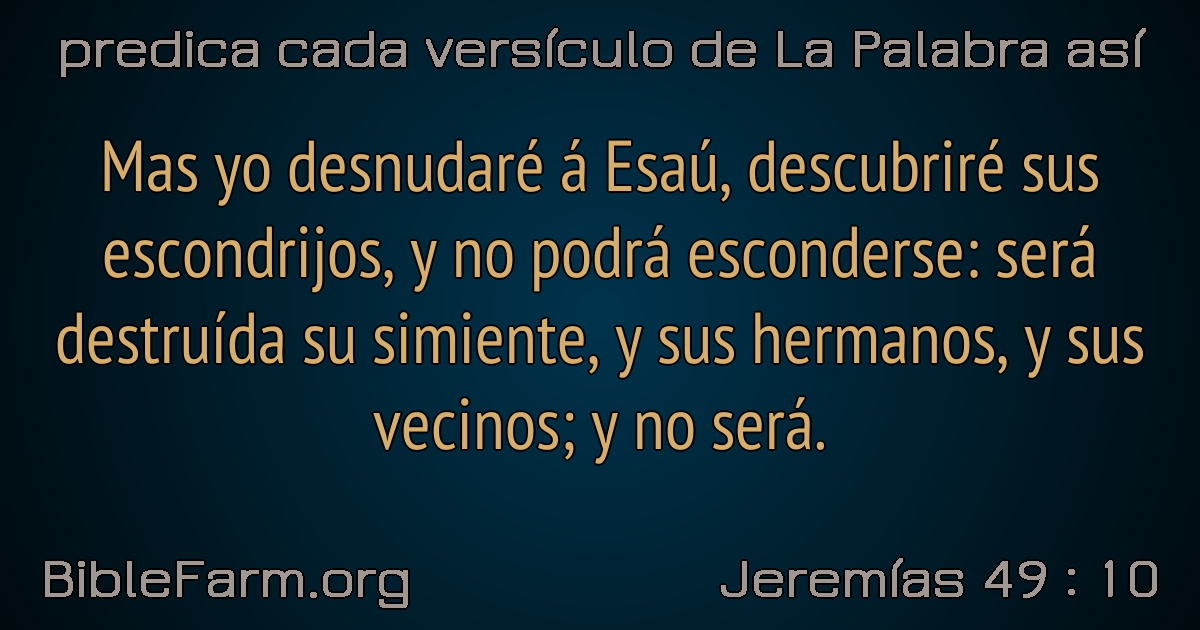 predica cada versículo de La Palabra así
Mas yo desnudaré á Esaú, descubriré sus
escondrijos, y no podrá esconderse: será
destruída su simiente, y sus hermanos, y sus
vecinos; y no será.
BibleFarm.org
Jeremías 49 : 10